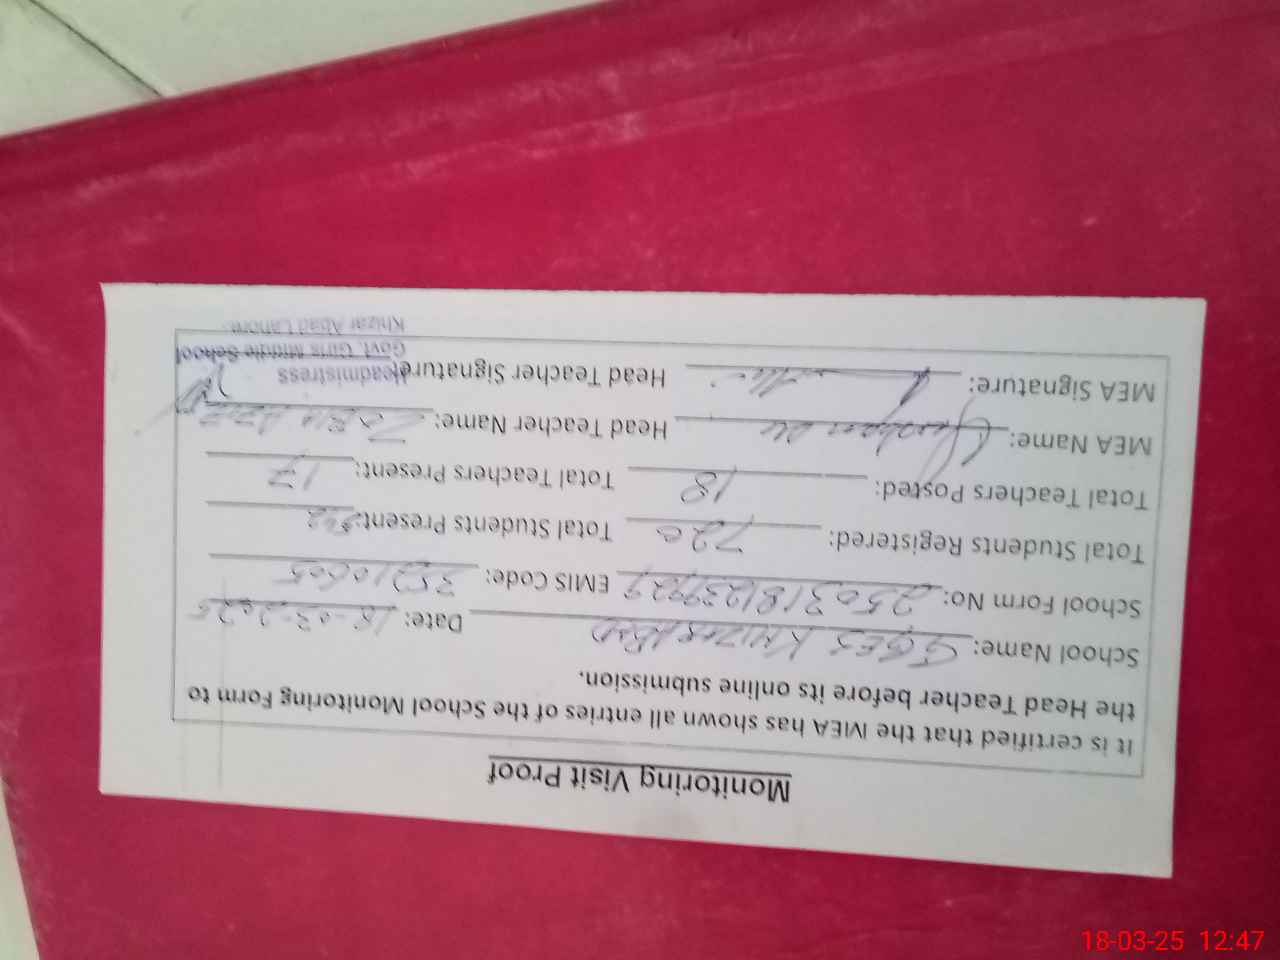 Monitoring Visit Proof
It is certified that the MEA has shown all entries of the School Monitoring Form to
the Head Teacher before its online submission.
School Name: GGES KHIZAR ABAD Date: 18-03-2025
School Form No: EMIS Code: 35210605
Total Students Registered: 720 Total Students Present:
Total Teachers Posted: 18 Total Teachers Present: 17
MEA Name: Head Teacher Name:
MEA Signature: Head Teacher Signature
Headmistress
Govt. Girls Middle School
Khizar Abad Lahore.
18-03-25 12:47